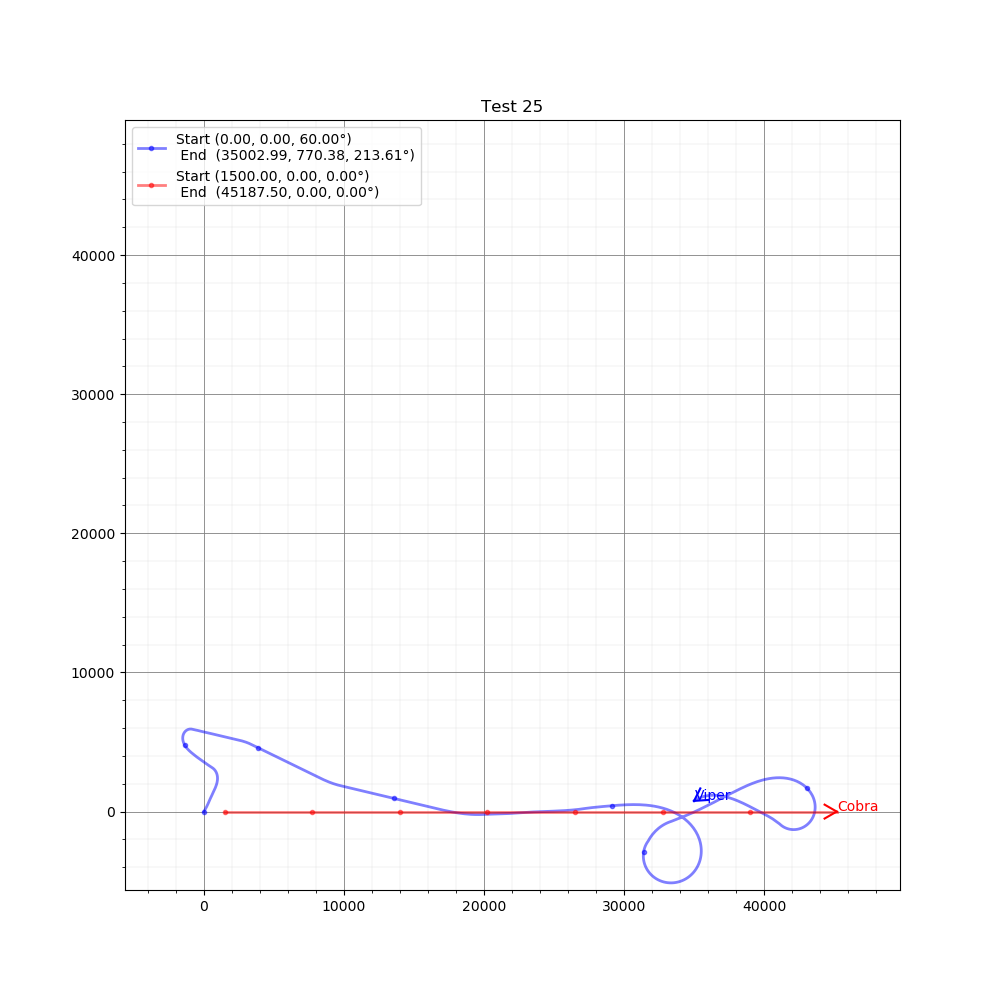 Test 25
Start (0.00, 0.00, 60.00°)
End (35002.99, 770.38, 213.61°)
Start (1500.00, 0.00, 0.00°)
End (45187.50, 0.00, 0.00°)
40000
30000
20000
10000
0
Viper
Cobra
0 10000 20000 30000 40000